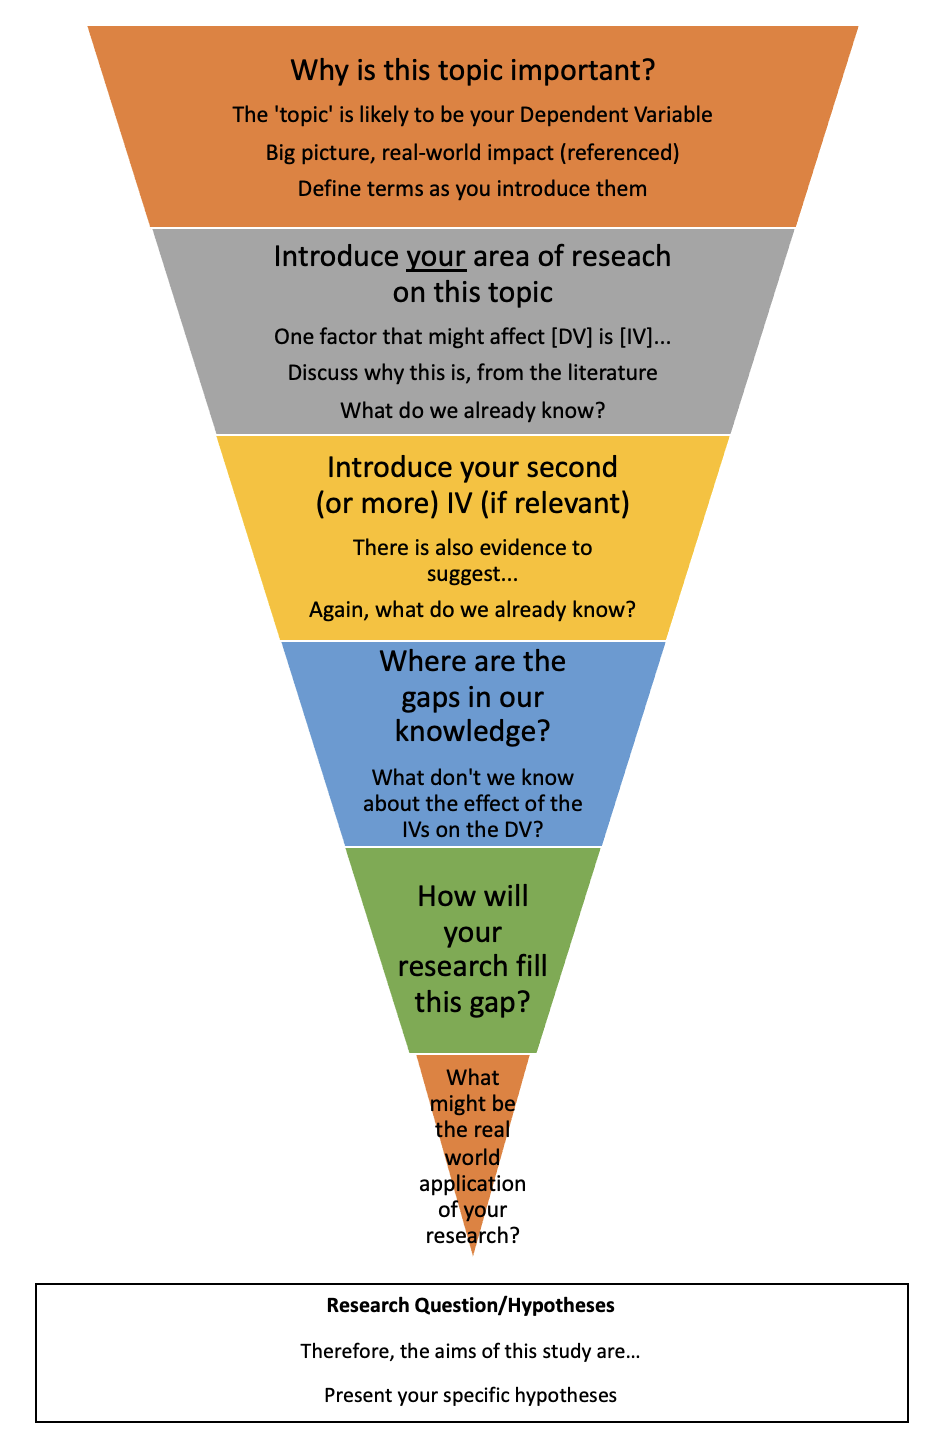 Why is this topic important?
The 'topic' is likely to be your Dependent Variable
Big picture, real-world impact (referenced)
Define terms as you introduce them
Introduce your area of reseach
on this topic
One factor that might affect [DV] is [IV]...
Discuss why this is, from the literature
What do we already know?
Introduce your second
(or more) IV (if relevant)
There is also evidence to
suggest...
Again, what do we already know?
Where are the
gaps in our
knowledge?
What don't we know
about the effect of the
IVs on the DV?
How will
your
research fill
this gap?
What
might be
the real
world
application
of your
research?
Research Question/Hypotheses
Therefore, the aims of this study are...
Present your specific hypotheses